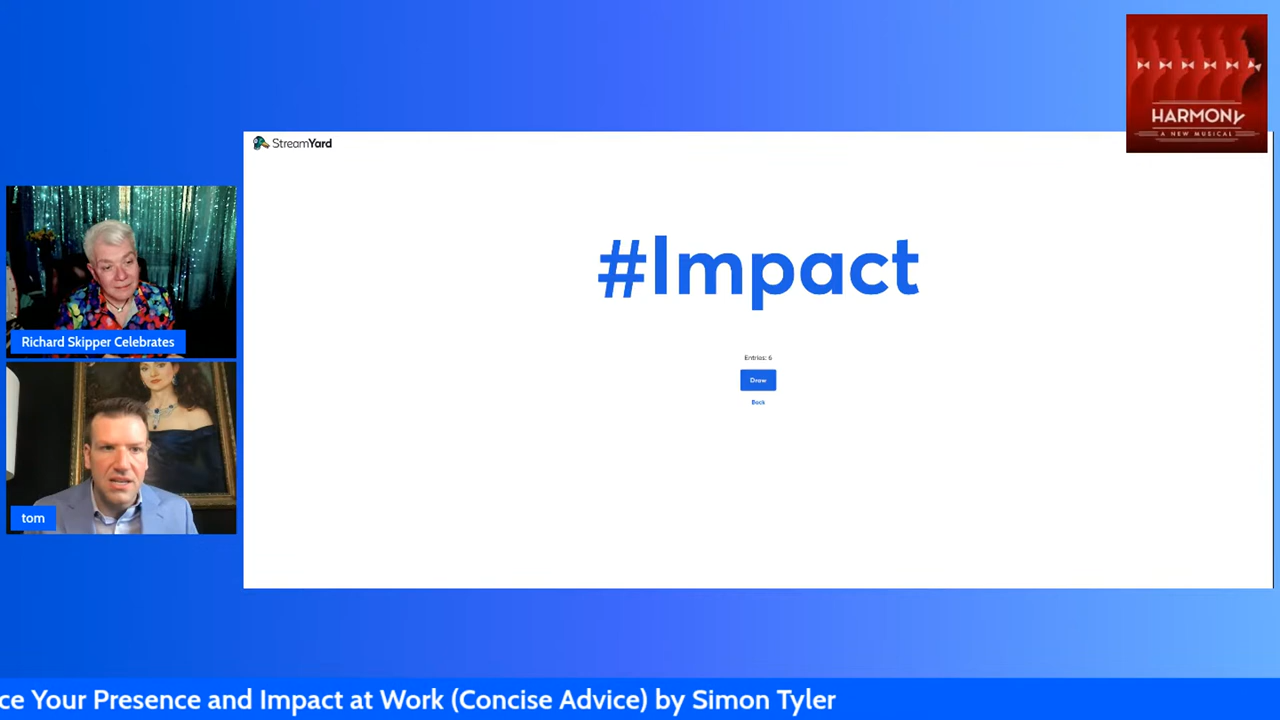 HARMONY
A NEW MUSICAL
StreamYard
#Impact
Entries: 6
Draw
Back
Richard Skipper Celebrates
tom
ce Your Presence and Impact at Work (Concise Advice) by Simon Tyler